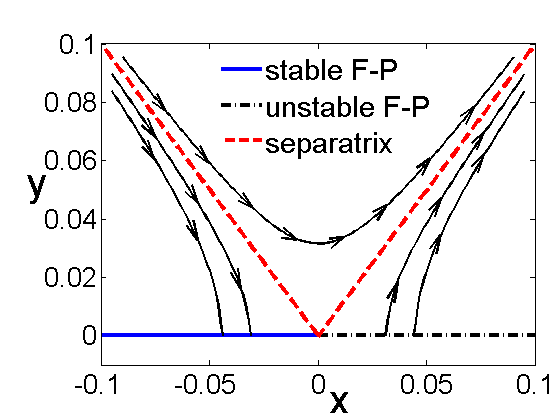 0.1
stable F-P
0.08
unstable F-P
separatrix
0.06
y
0.04
0.02
0
-0.1 -0.05 0 0.05 0.1
x